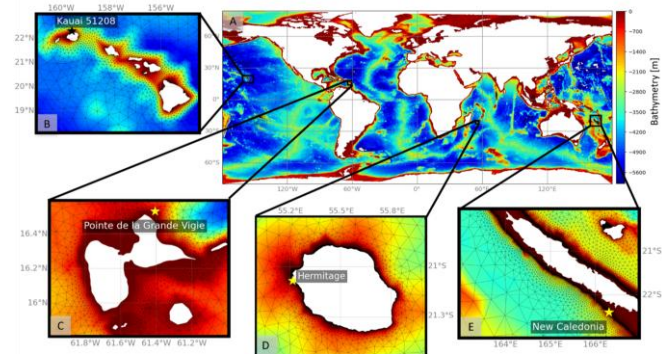 160°W 158°W 156°W
Kauai 51208
22°N
21°N
20°N
19°N
B
A
60°N
30°N
0°
30°S
60°S
120°W 60°W 0° 60°E 120°E
0
-700
-1400
-2100
-2800
-3500
-4200
-4900
-5600
Bathymetry [m]
Pointe de la Grande Vigie
16.4°N
16.2°N
16°N
C
61.8°W 61.6°W 61.4°W 61.2°W
55.2°E 55.5°E 55.8°E
Hermitage
21°S
21.3°S
D
21°S
22°S
New Caledonia
E
164°E 165°E 166°E